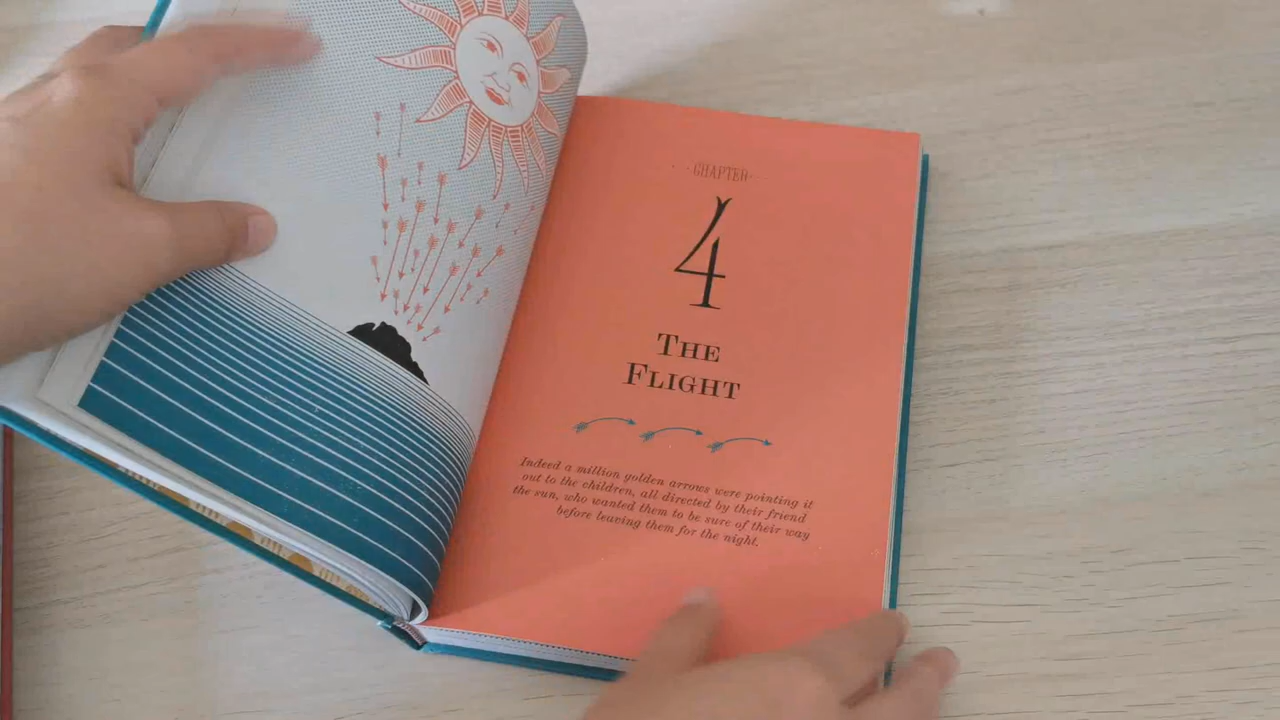 CHAPTER
4
THE
FLIGHT
Indeed a million golden arrows were pointing it
out to the children, all directed by their friend
the sun, who wanted them to be sure of their way
before leaving them for the night.